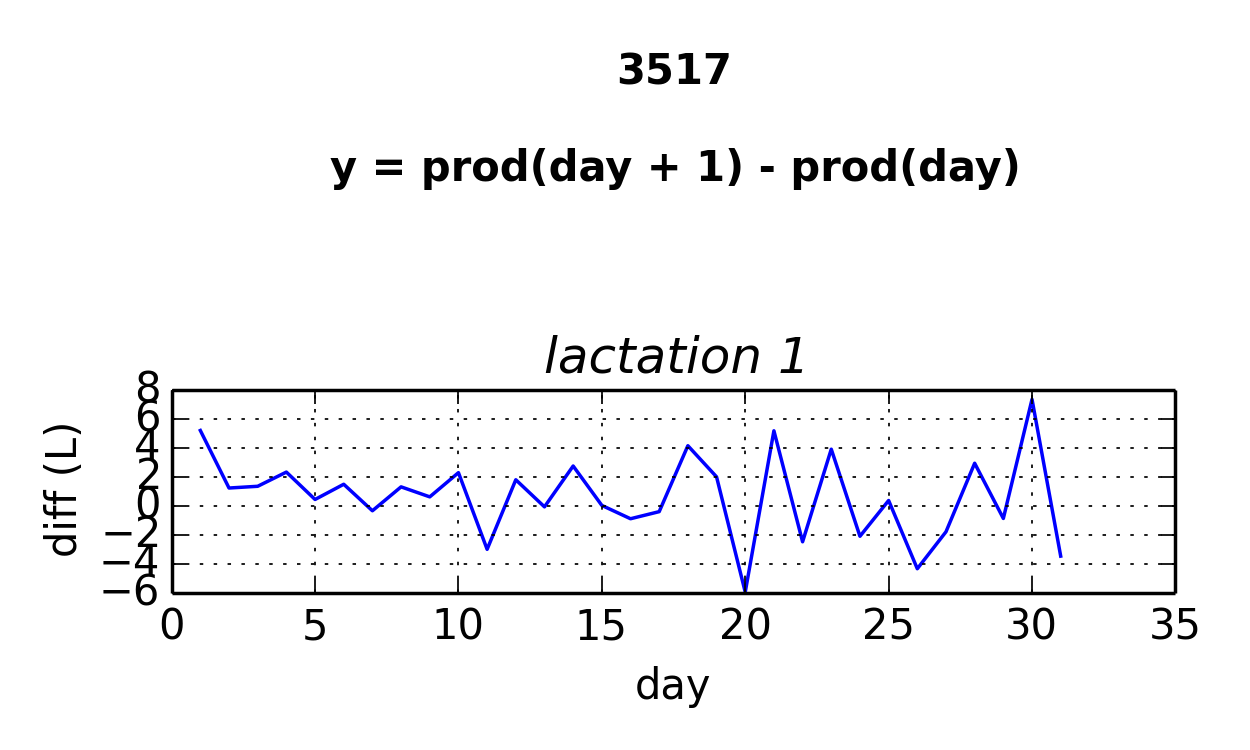 3517
y = prod(day + 1) - prod(day)
lactation 1
diff (L)
8
6
4
2
0
−2
−4
−6
0 5 10 15 20 25 30 35
day